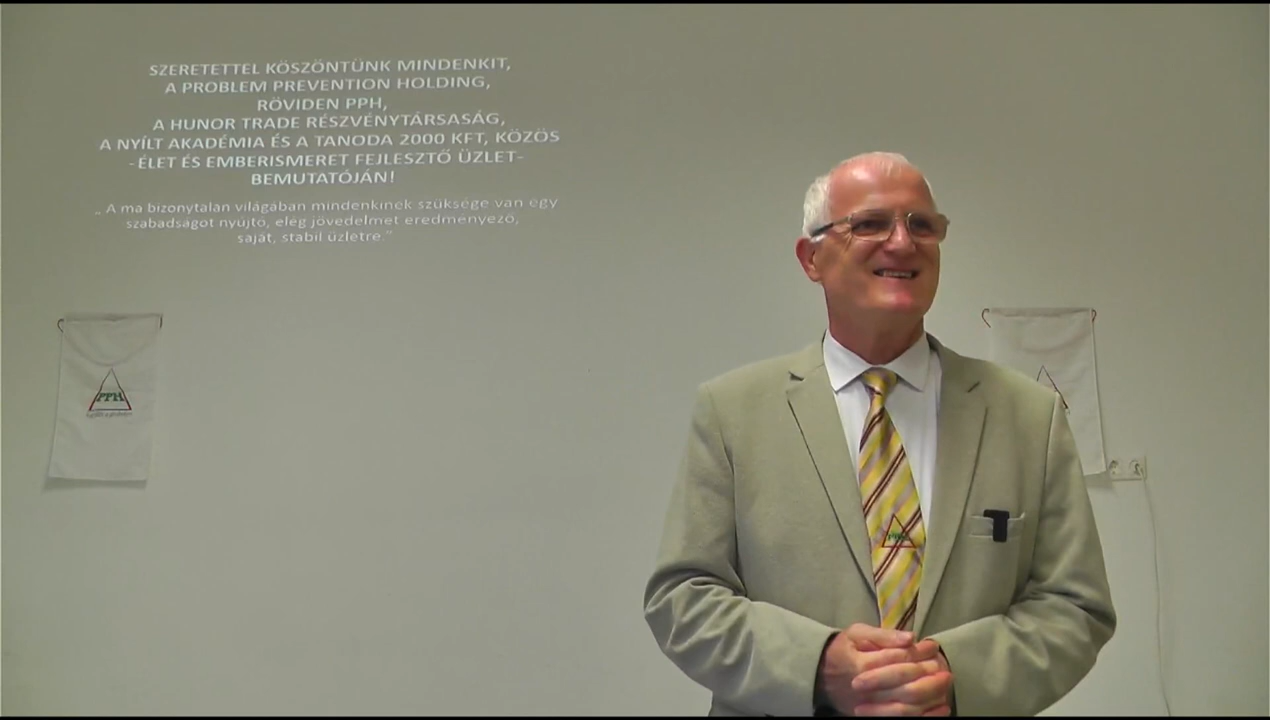 SZERETETTEL KÖSZÖNTÜNK MINDENKIT,
A PROBLEM PREVENTION HOLDING,
RÖVIDEN PPH,
A HUNOR TRADE RÉSZVÉNYTÁRSASÁG,
A NYÍLT AKADÉMIA ÉS A TANODA 2000 KFT, KÖZÖS
- ÉLET ÉS EMBERISMERET FEJLESZTŐ ÜZLET-
BEMUTATÓJÁN!
„ A ma bizonytalan világában mindenkinek szüksége van egy
szabadságot nyújtó, elég jövedelmet eredményező,
saját, stabil üzletre.”
PPH
PPH